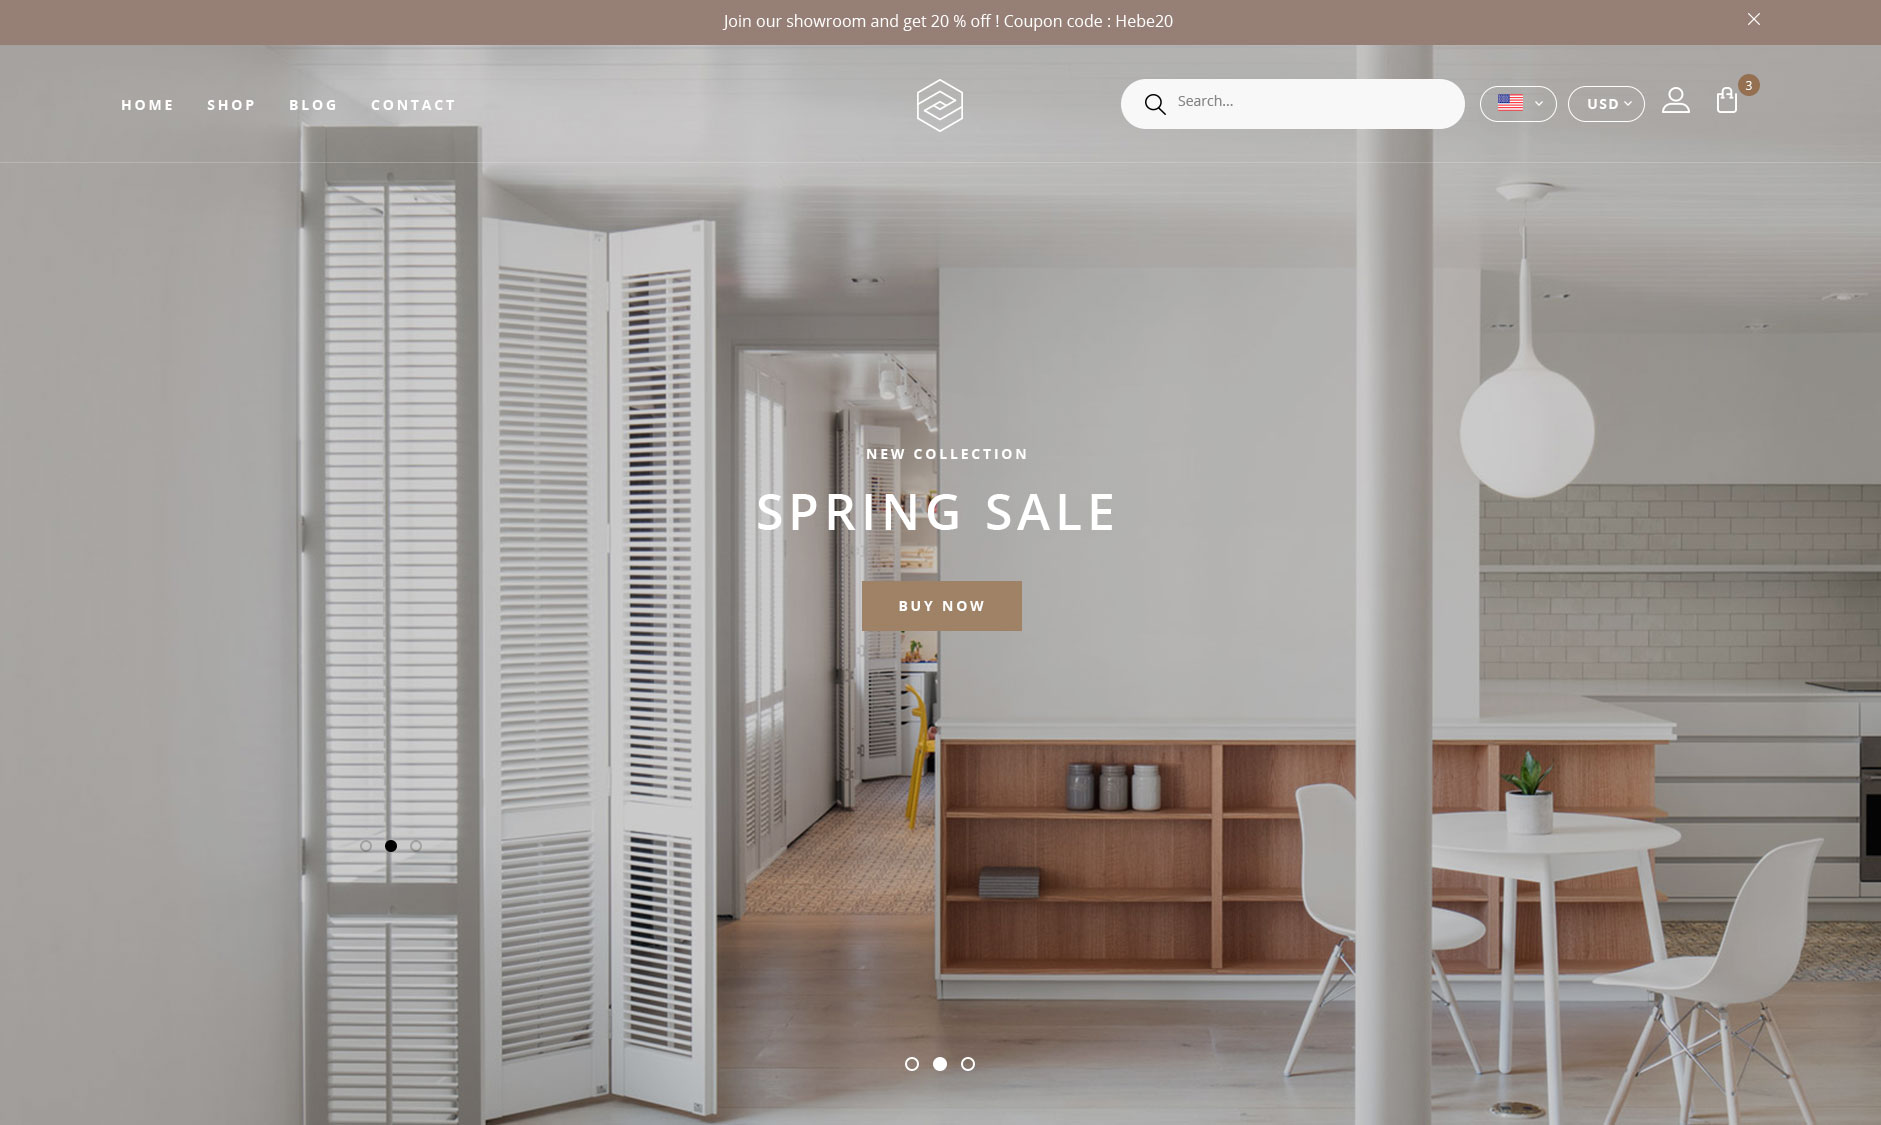 Join our showroom and get 20 % off ! Coupon code : Hebe20
HOME SHOP BLOG CONTACT
Search...
USD
3
NEW COLLECTION
SPRING SALE
BUY NOW